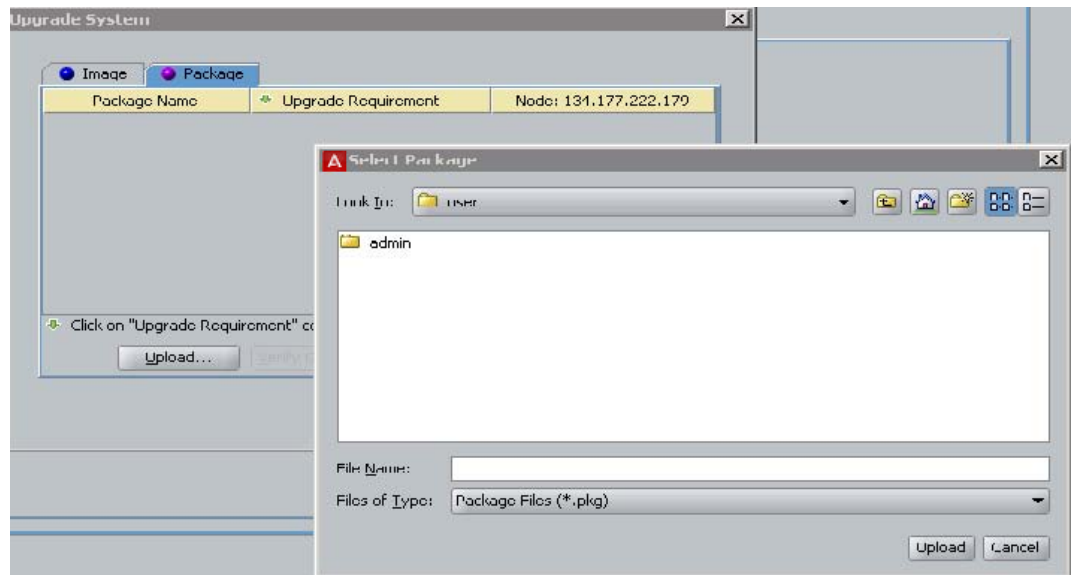 Upgrade System
Image
Package
Package Name
Upgrade Requirement
Node: 134.177.222.179
Click on "Upgrade Requirement" co
Upload...
Select Package
Look In:
user
admin
File Name:
Files of Type:
Package Files (*.pkg)
Upload
Cancel